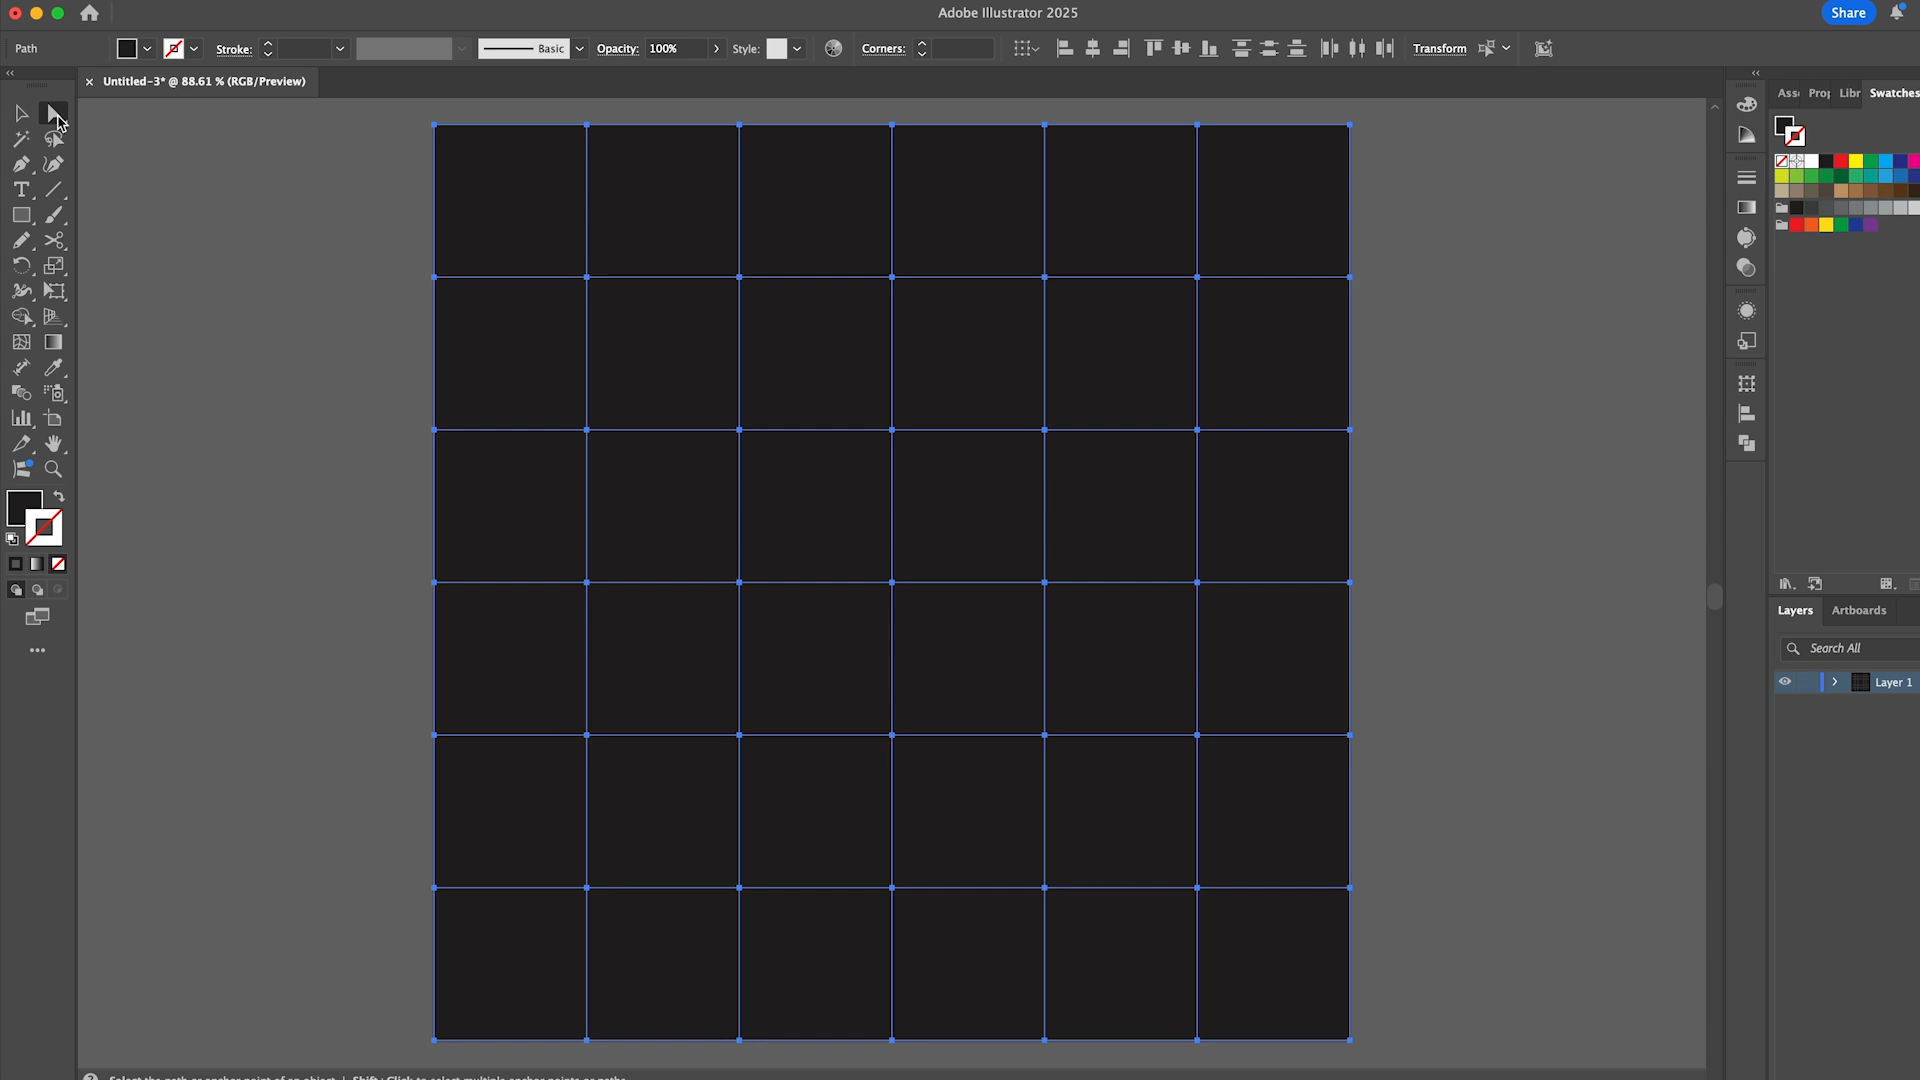 Adobe Illustrator 2025
Share
Path
Stroke:
Basic
Opacity: 100%
Style:
Corners:
Transform
Untitled-3* @ 88.61 % (RGB/Preview)
Ass Prop Libr Swatches
Layers Artboards
Search All
Layer 1
Select the path or anchor point of an object | Shift+Click to select multiple anchor points or paths